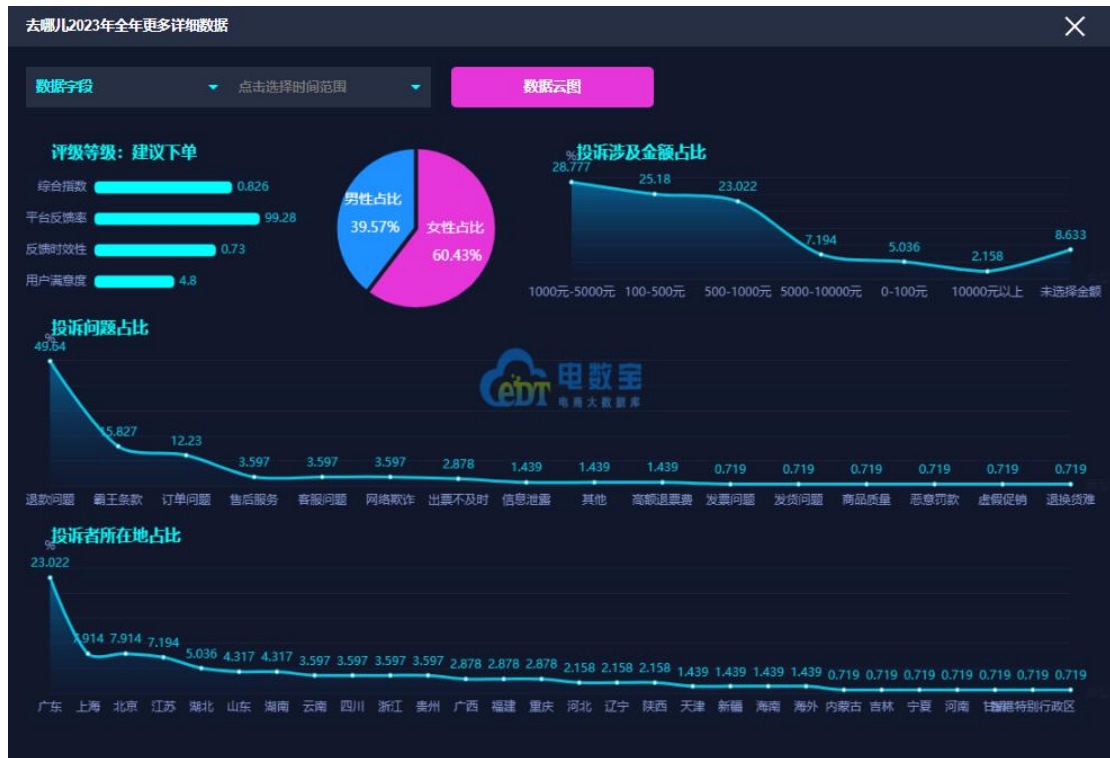 去哪儿2023年全年更多详细数据
数据字段
点击选择时间范围
数据云图
评级等级：建议下单
综合指数 0.826
平台反馈率 99.28
反馈时效性 0.73
用户满意度 4.8
男性占比
39.57%
女性占比
60.43%
投诉涉及金额占比
%
28.777 25.18 23.022 7.194 5.036 2.158 8.633
1000元-5000元 100-500元 500-1000元 5000-10000元 0-100元 10000元以上 未选择金额
投诉问题占比
%
49.64 15.827 12.23 3.597 3.597 3.597 2.878 1.439 1.439 1.439 0.719 0.719 0.719 0.719 0.719 0.719
退款问题 霸王条款 订单问题 售后服务 客服问题 网络欺诈 出票不及时 信息泄露 其他 高额退票费 发票问题 发货问题 商品质量 恶意罚款 虚假促销 退换货难
eDT 电数宝
电商大数据库
投诉者所在地占比
%
23.022 7.914 7.914 7.194 5.036 4.317 4.317 3.597 3.597 3.597 3.597 2.878 2.878 2.878 2.158 2.158 2.158 1.439 1.439 1.439 1.439 0.719 0.719 0.719 0.719 0.719 0.719
广东 上海 北京 江苏 湖北 山东 湖南 云南 四川 浙江 贵州 广西 福建 重庆 河北 辽宁 陕西 天津 新疆 海南 海外 内蒙古 吉林 宁夏 河南 特别行政区